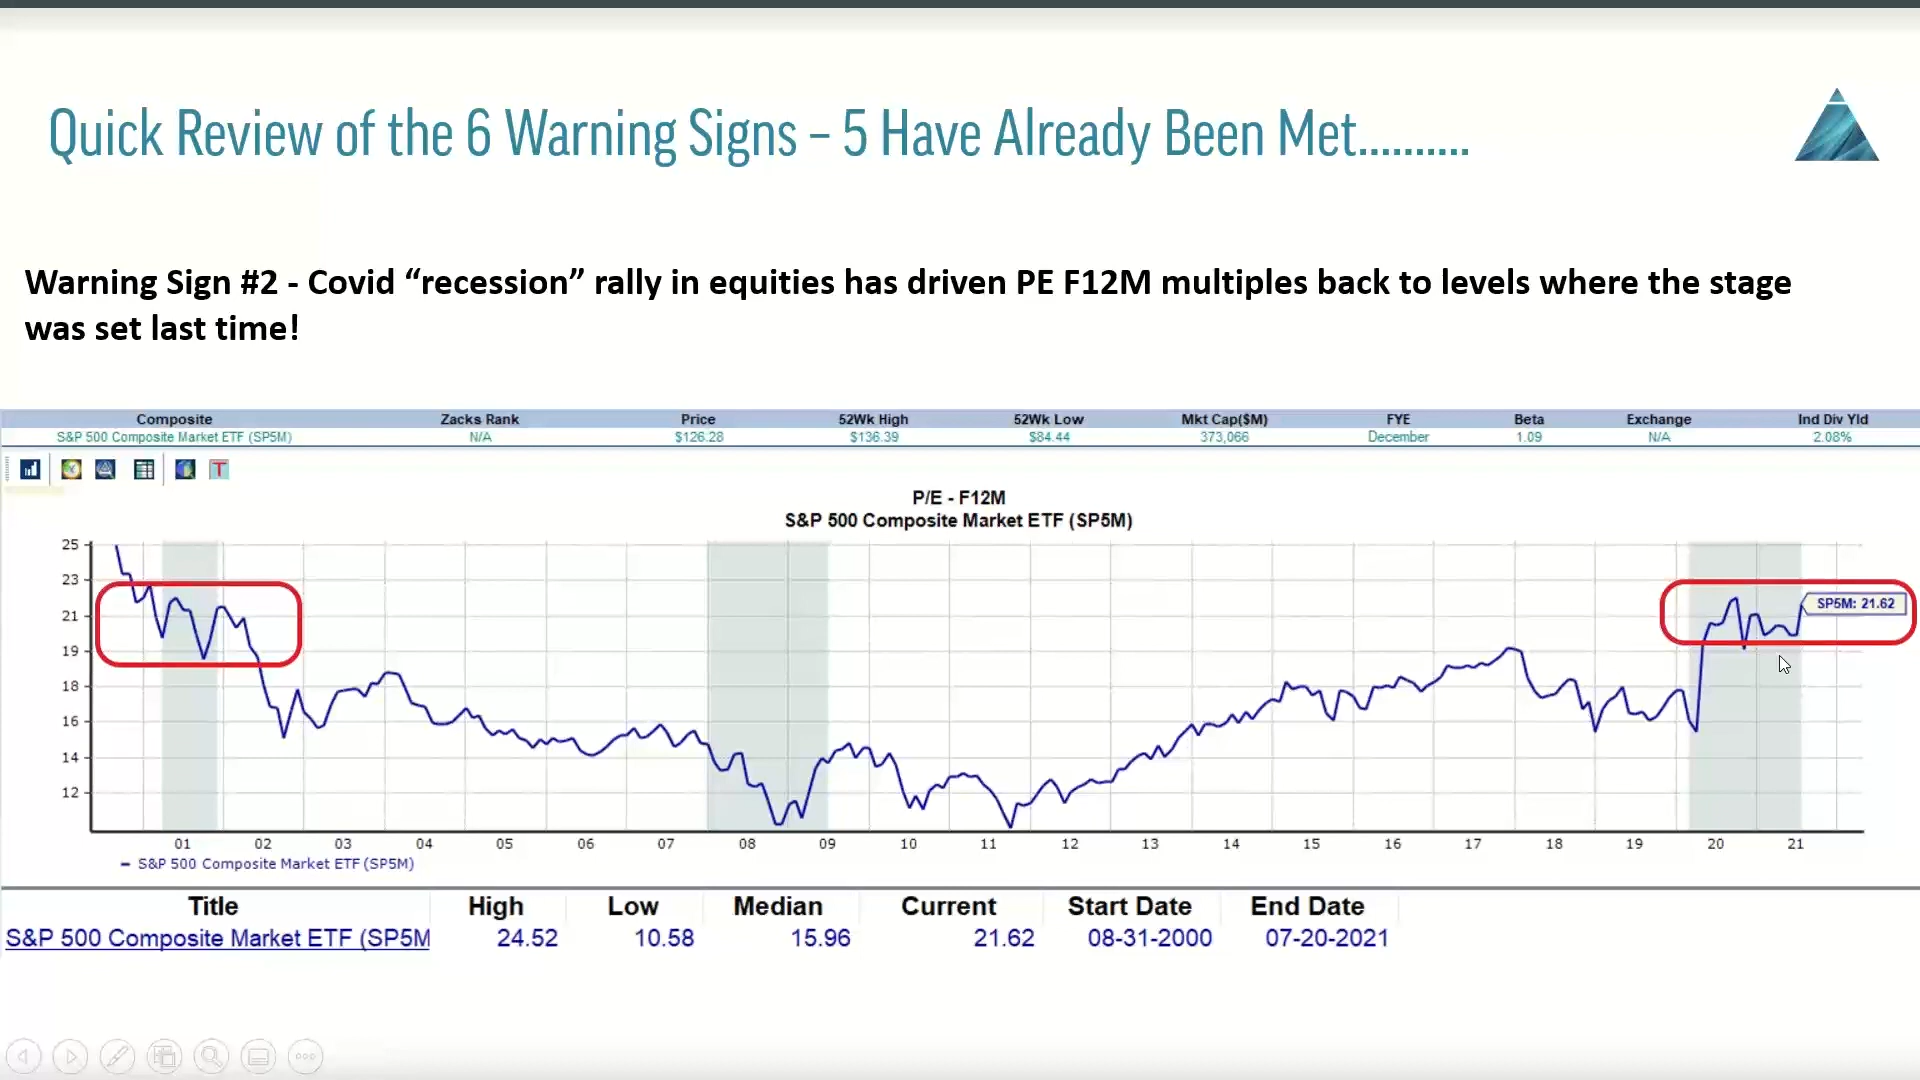 Quick Review of the 6 Warning Signs – 5 Have Already Been Met..........
Warning Sign #2 - Covid “recession” rally in equities has driven PE F12M multiples back to levels where the stage
was set last time!
Composite Zacks Rank Price 52Wk High 52Wk Low Mkt Cap($M) FYE Beta Exchange Ind Div Yld
S&P 500 Composite Market ETF (SP5M) N/A $126.28 $136.39 $84.44 373,066 December 1.09 N/A 2.08%
T
P/E - F12M
S&P 500 Composite Market ETF (SP5M)
25
23
21
19
18
16
14
12
SP5M: 21.62
01 02 03 04 05 06 07 08 09 10 11 12 13 14 15 16 17 18 19 20 21
S&P 500 Composite Market ETF (SP5M)
Title High Low Median Current Start Date End Date
S&P 500 Composite Market ETF (SP5M 24.52 10.58 15.96 21.62 08-31-2000 07-20-2021